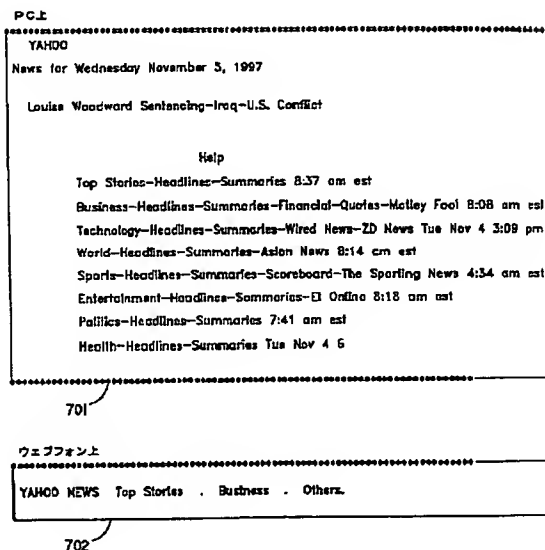 PC上
YAHOO
News for Wednesday November 5, 1997
Louise Woodward Sentencing-Iraq-U.S. Conflict
Help
Top Stories-Headlines-Summaries 8:37 am est
Business-Headlines-Summaries-Financial-Quotes-Motley Fool 8:08 am est
Technology-Headlines-Summaries-Wired News-ZD News Tue Nov 4 3:09 pm
World-Headlines-Summaries-Asian News 8:14 am est
Sports-Headlines-Summaries-Scoreboard-The Sporting News 4:34 am est
Entertainment-Headlines-Summaries-E! Online 8:18 am est
Politics-Headlines-Summaries 7:41 am est
Health-Headlines-Summaries Tue Nov 4 6
701
ウェブフォン上
YAHOO NEWS Top Stories . Business . Others.
702